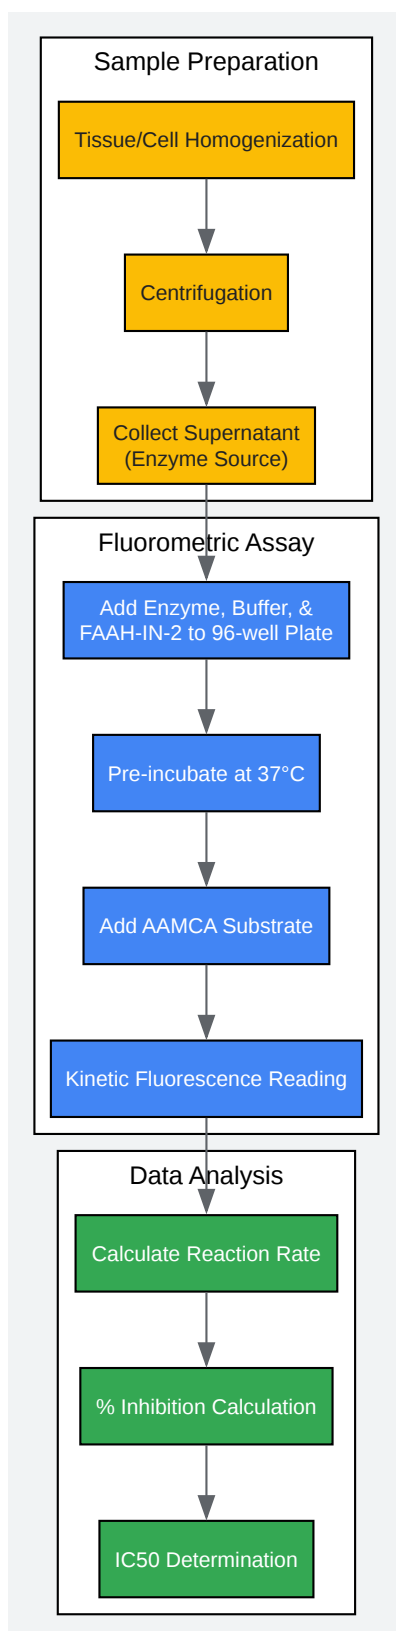 Sample Preparation
Tissue/Cell Homogenization
Centrifugation
Collect Supernatant
(Enzyme Source)
Fluorometric Assay
Add Enzyme, Buffer, &
FAAH-IN-2 to 96-well Plate
Pre-incubate at 37°C
Add AAMCA Substrate
Kinetic Fluorescence Reading
Data Analysis
Calculate Reaction Rate
% Inhibition Calculation
IC50 Determination